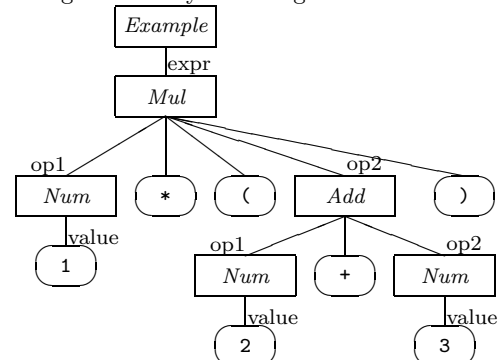 Example
expr
Mul
op1 op2
Num * ( Add )
value op1 op2
1 Num + Num
value value
2 3